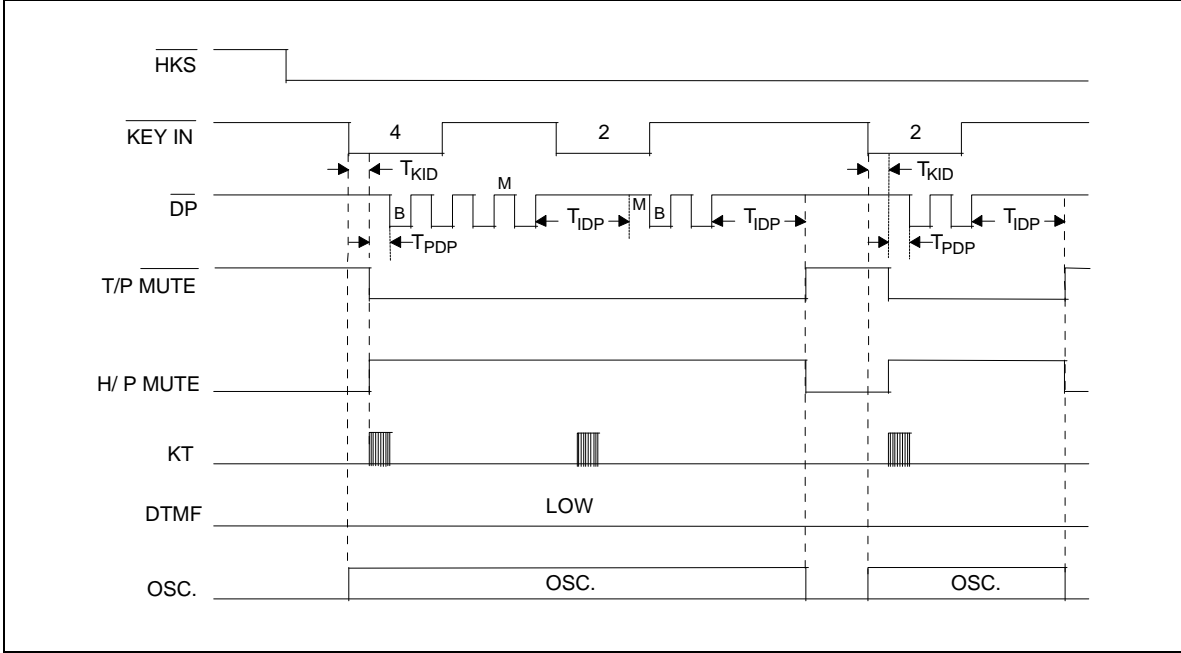 HKS
KEY IN 4 2 2
TKID TKID
M
DP B M B
TIDP TIDP TIDP
TPDP TPDP
T/P MUTE
H/ P MUTE
KT
LOW
DTMF
OSC. OSC. OSC.